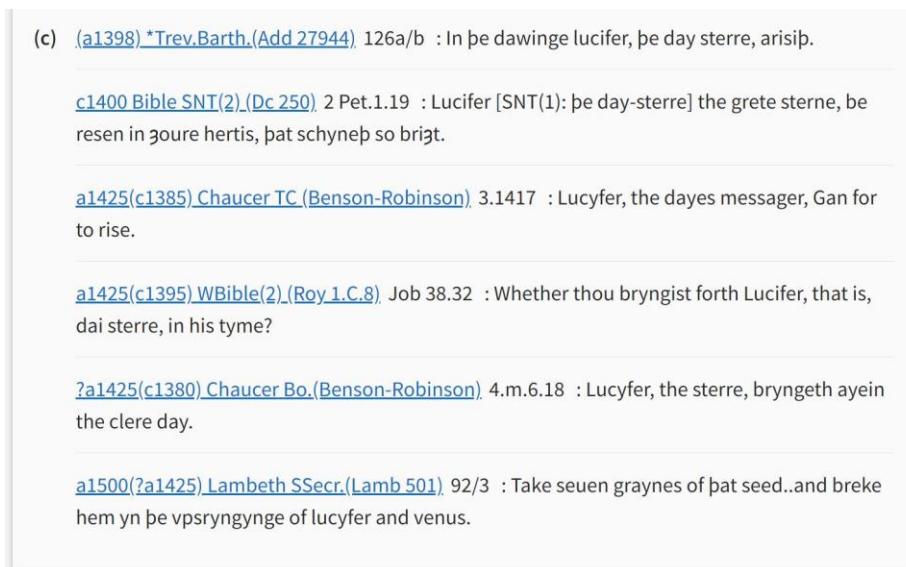 (c) (a1398) *Trev.Barth.(Add 27944) 126a/b : In þe dawinge lucifer, þe day sterre, arisiþ.
c1400 Bible SNT(2) (Dc 250) 2 Pet.1.19 : Lucifer [SNT(1): þe day-sterre] the grete sterne, be
resen in ȝoure hertis, þat schyneþ so briȝt.
a1425(c1385) Chaucer TC (Benson-Robinson) 3.1417 : Lucyfer, the dayes messager, Gan for
to rise.
a1425(c1395) WBible(2) (Roy 1.C.8) Job 38.32 : Whether thou bryngist forth Lucifer, that is,
dai sterre, in his tyme?
?a1425(c1380) Chaucer Bo.(Benson-Robinson) 4.m.6.18 : Lucyfer, the sterre, bryngeth ayein
the clere day.
a1500(?a1425) Lambeth SSecr.(Lamb 501) 92/3 : Take seuen graynes of þat seed..and breke
hem yn þe vpsryngynge of lucyfer and venus.